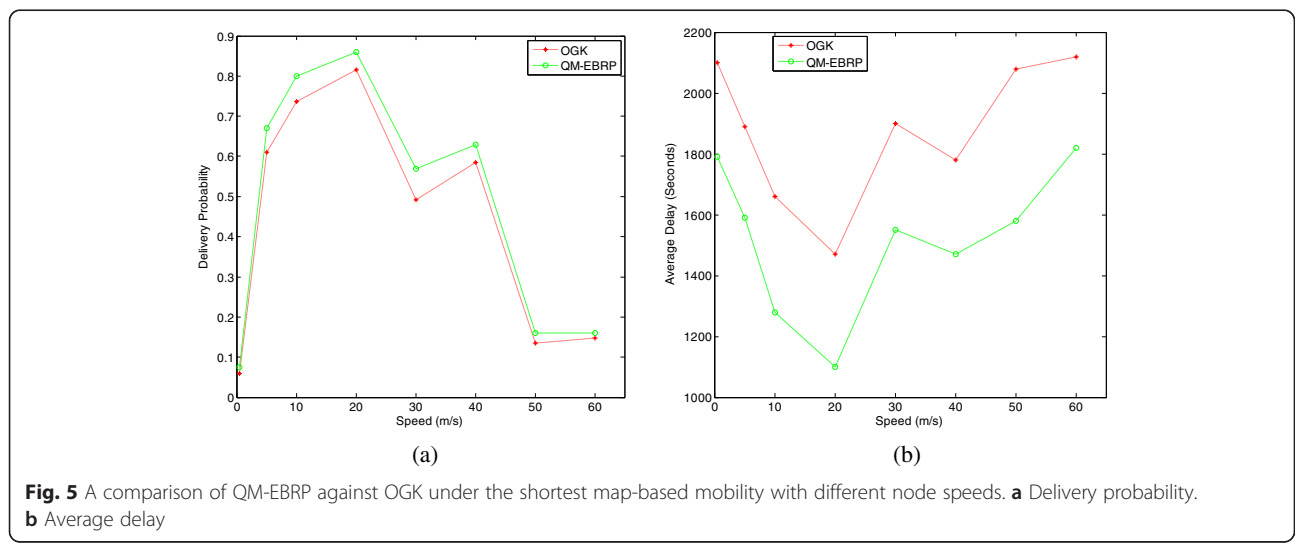 0.9
0.8
0.7
0.6
0.5
0.4
0.3
0.2
0.1
0
Delivery Probability
0 10 20 30 40 50 60
Speed (m/s)
OGK
QM-EBRP
(a)
2200
2000
1800
1600
1400
1200
1000
Average Delay (Seconds)
0 10 20 30 40 50 60
Speed (m/s)
OGK
QM-EBRP
(b)
Fig. 5 A comparison of QM-EBRP against OGK under the shortest map-based mobility with different node speeds. a Delivery probability.
b Average delay